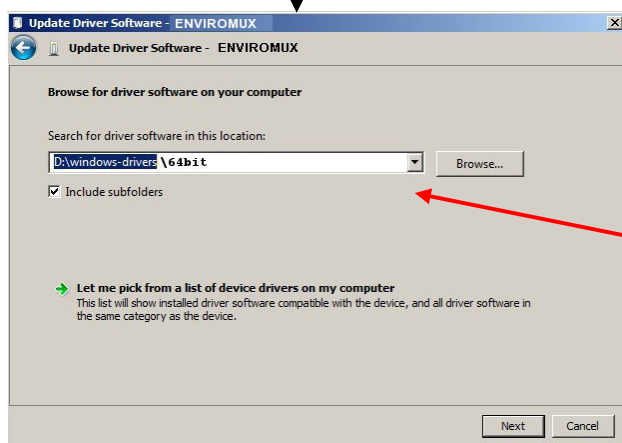 Update Driver Software - ENVIROMUX
Update Driver Software - ENVIROMUX
Browse for driver software on your computer
Search for driver software in this location:
D:\windows-drivers\64bit
Browse...
Include subfolders
Let me pick from a list of device drivers on my computer
This list will show installed driver software compatible with the device, and all driver software in
the same category as the device.
Next Cancel